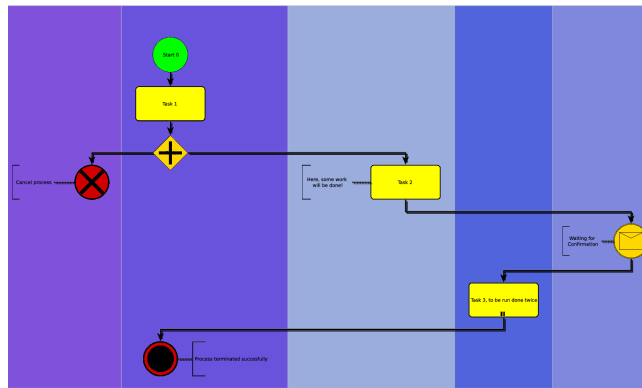 Start 0
Task 1
Cancel process
Here, some work
will be done!
Task 2
Waiting for
Confirmation
Task 3, to be run done twice
Process terminated succesfully